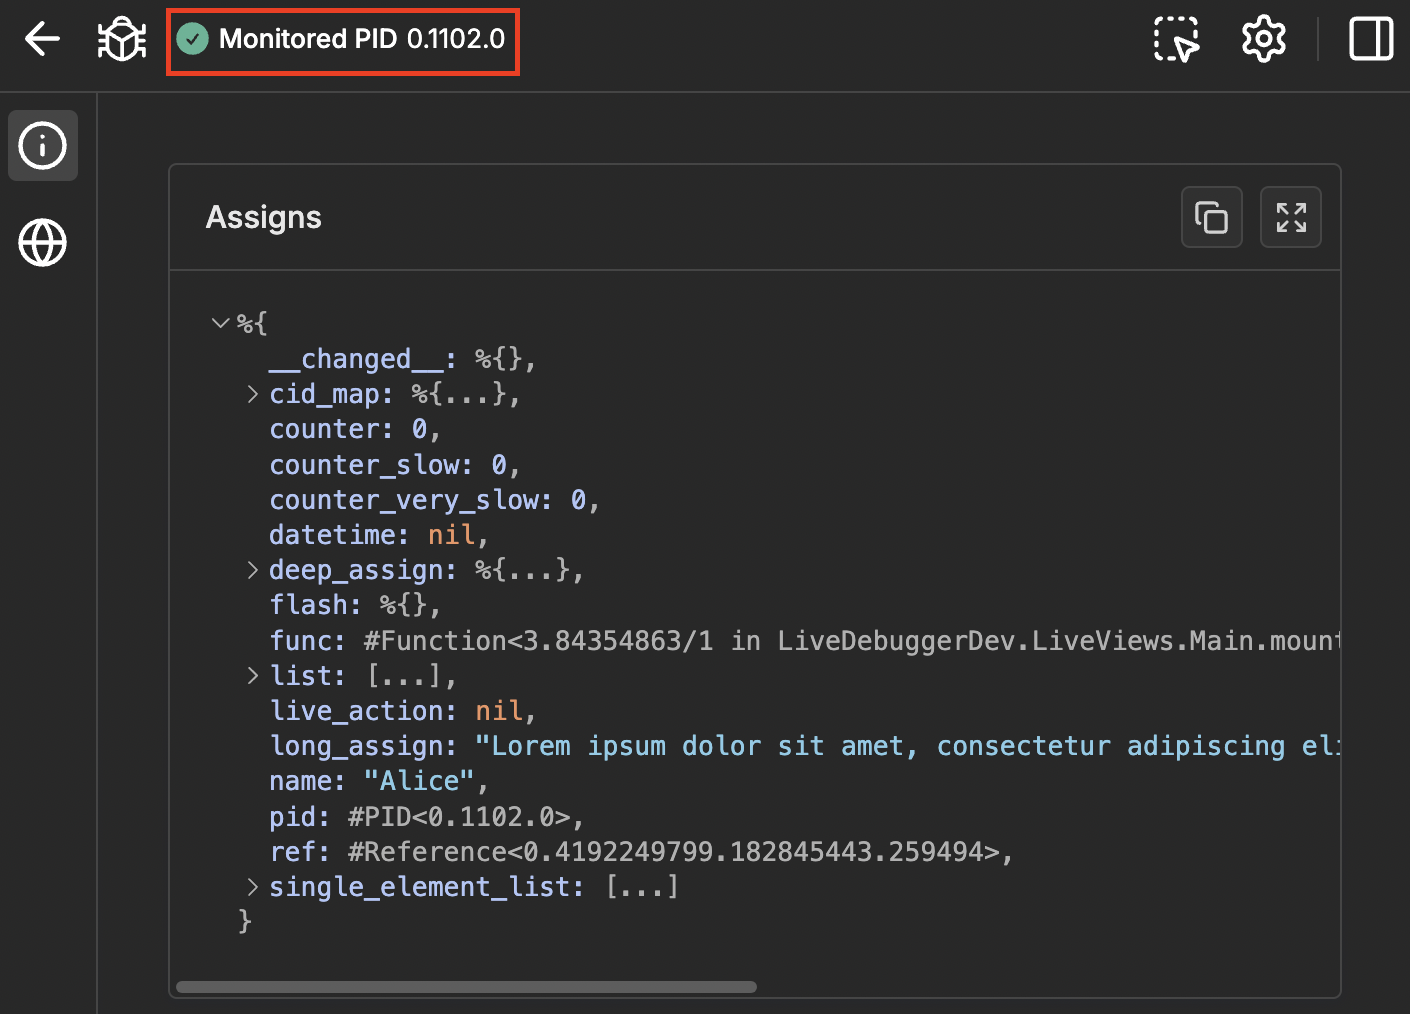 Monitored PID 0.1102.0
Assigns
%{
__changed__: %{},
cid_map: %{...},
counter: 0,
counter_slow: 0,
counter_very_slow: 0,
datetime: nil,
deep_assign: %{...},
flash: %{},
func: #Function<3.84354863/1 in LiveDebuggerDev.LiveViews.Main.mount
list: [...],
live_action: nil,
long_assign: "Lorem ipsum dolor sit amet, consectetur adipiscing eli
name: "Alice",
pid: #PID<0.1102.0>,
ref: #Reference<0.4192249799.182845443.259494>,
single_element_list: [...]
}